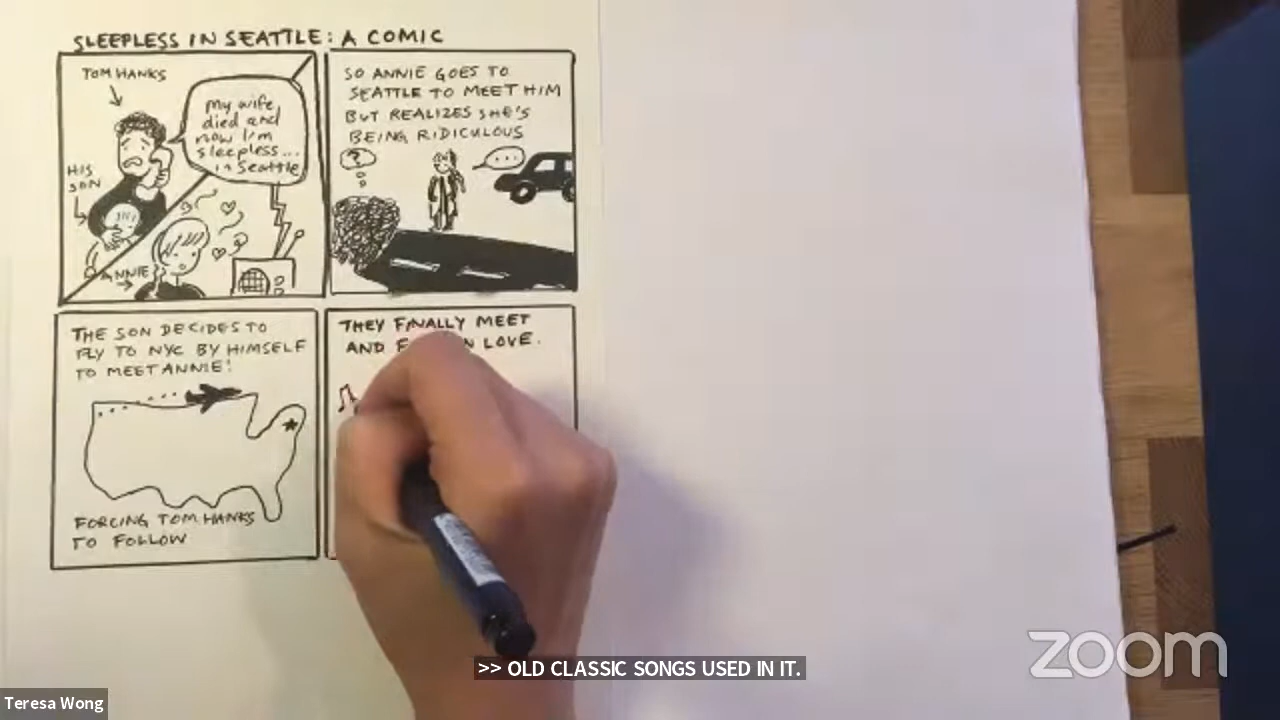 SLEEPLESS IN SEATTLE: A COMIC
TOM HANKS
My wife
died and
now I'm
sleepless...
in Seattle
HIS
SON
ANNIE
SO ANNIE GOES TO
SEATTLE TO MEET HIM
BUT REALIZES SHE'S
BEING RIDICULOUS
?
...
THE SON DECIDES TO
FLY TO NYC BY HIMSELF
TO MEET ANNIE!
FORCING TOM HANKS
TO FOLLOW
THEY FINALLY MEET
AND LOVE.
>> OLD CLASSIC SONGS USED IN IT.
zoom
Teresa Wong